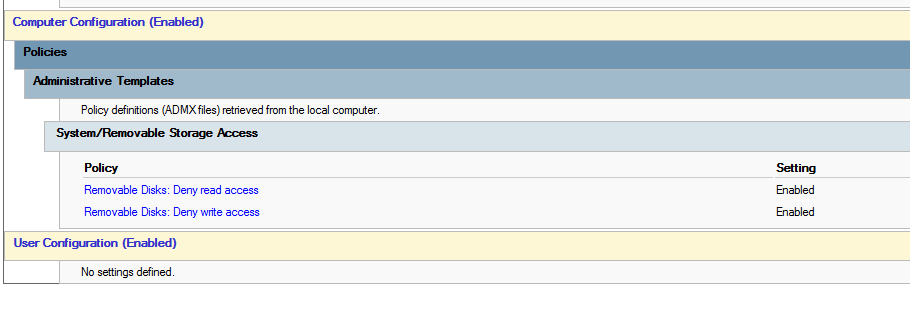 Computer Configuration (Enabled)
Policies
Administrative Templates
Policy definitions (ADMX files) retrieved from the local computer.
System/Removable Storage Access
Policy Setting
Removable Disks: Deny read access Enabled
Removable Disks: Deny write access Enabled
User Configuration (Enabled)
No settings defined.